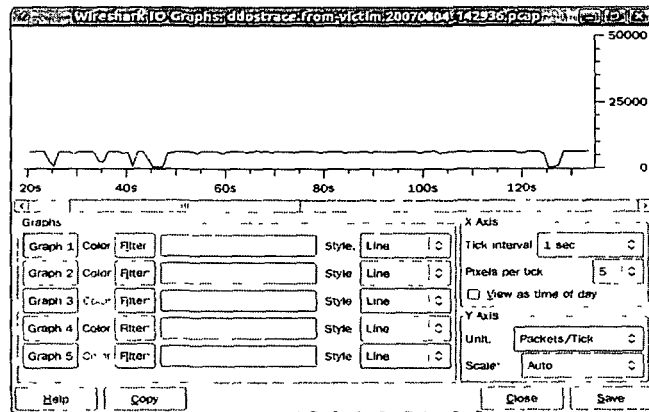 Wireshark IO Graphs: ddostrace.from-victim.20070804_142936.pcap
50000
25000
0
20s 40s 60s 80s 100s 120s
Graphs
X Axis
Graph 1 Color Filter Style. Line
Tick interval 1 sec
Graph 2 Color Filter Style Line
Pixels per tick 5
Graph 3 Color Filter Style Line
View as time of day
Graph 4 Color Filter Style Line
Y Axis
Unit. Packets/Tick
Graph 5 Color Filter Style Line
Scale: Auto
Help Copy Close Save